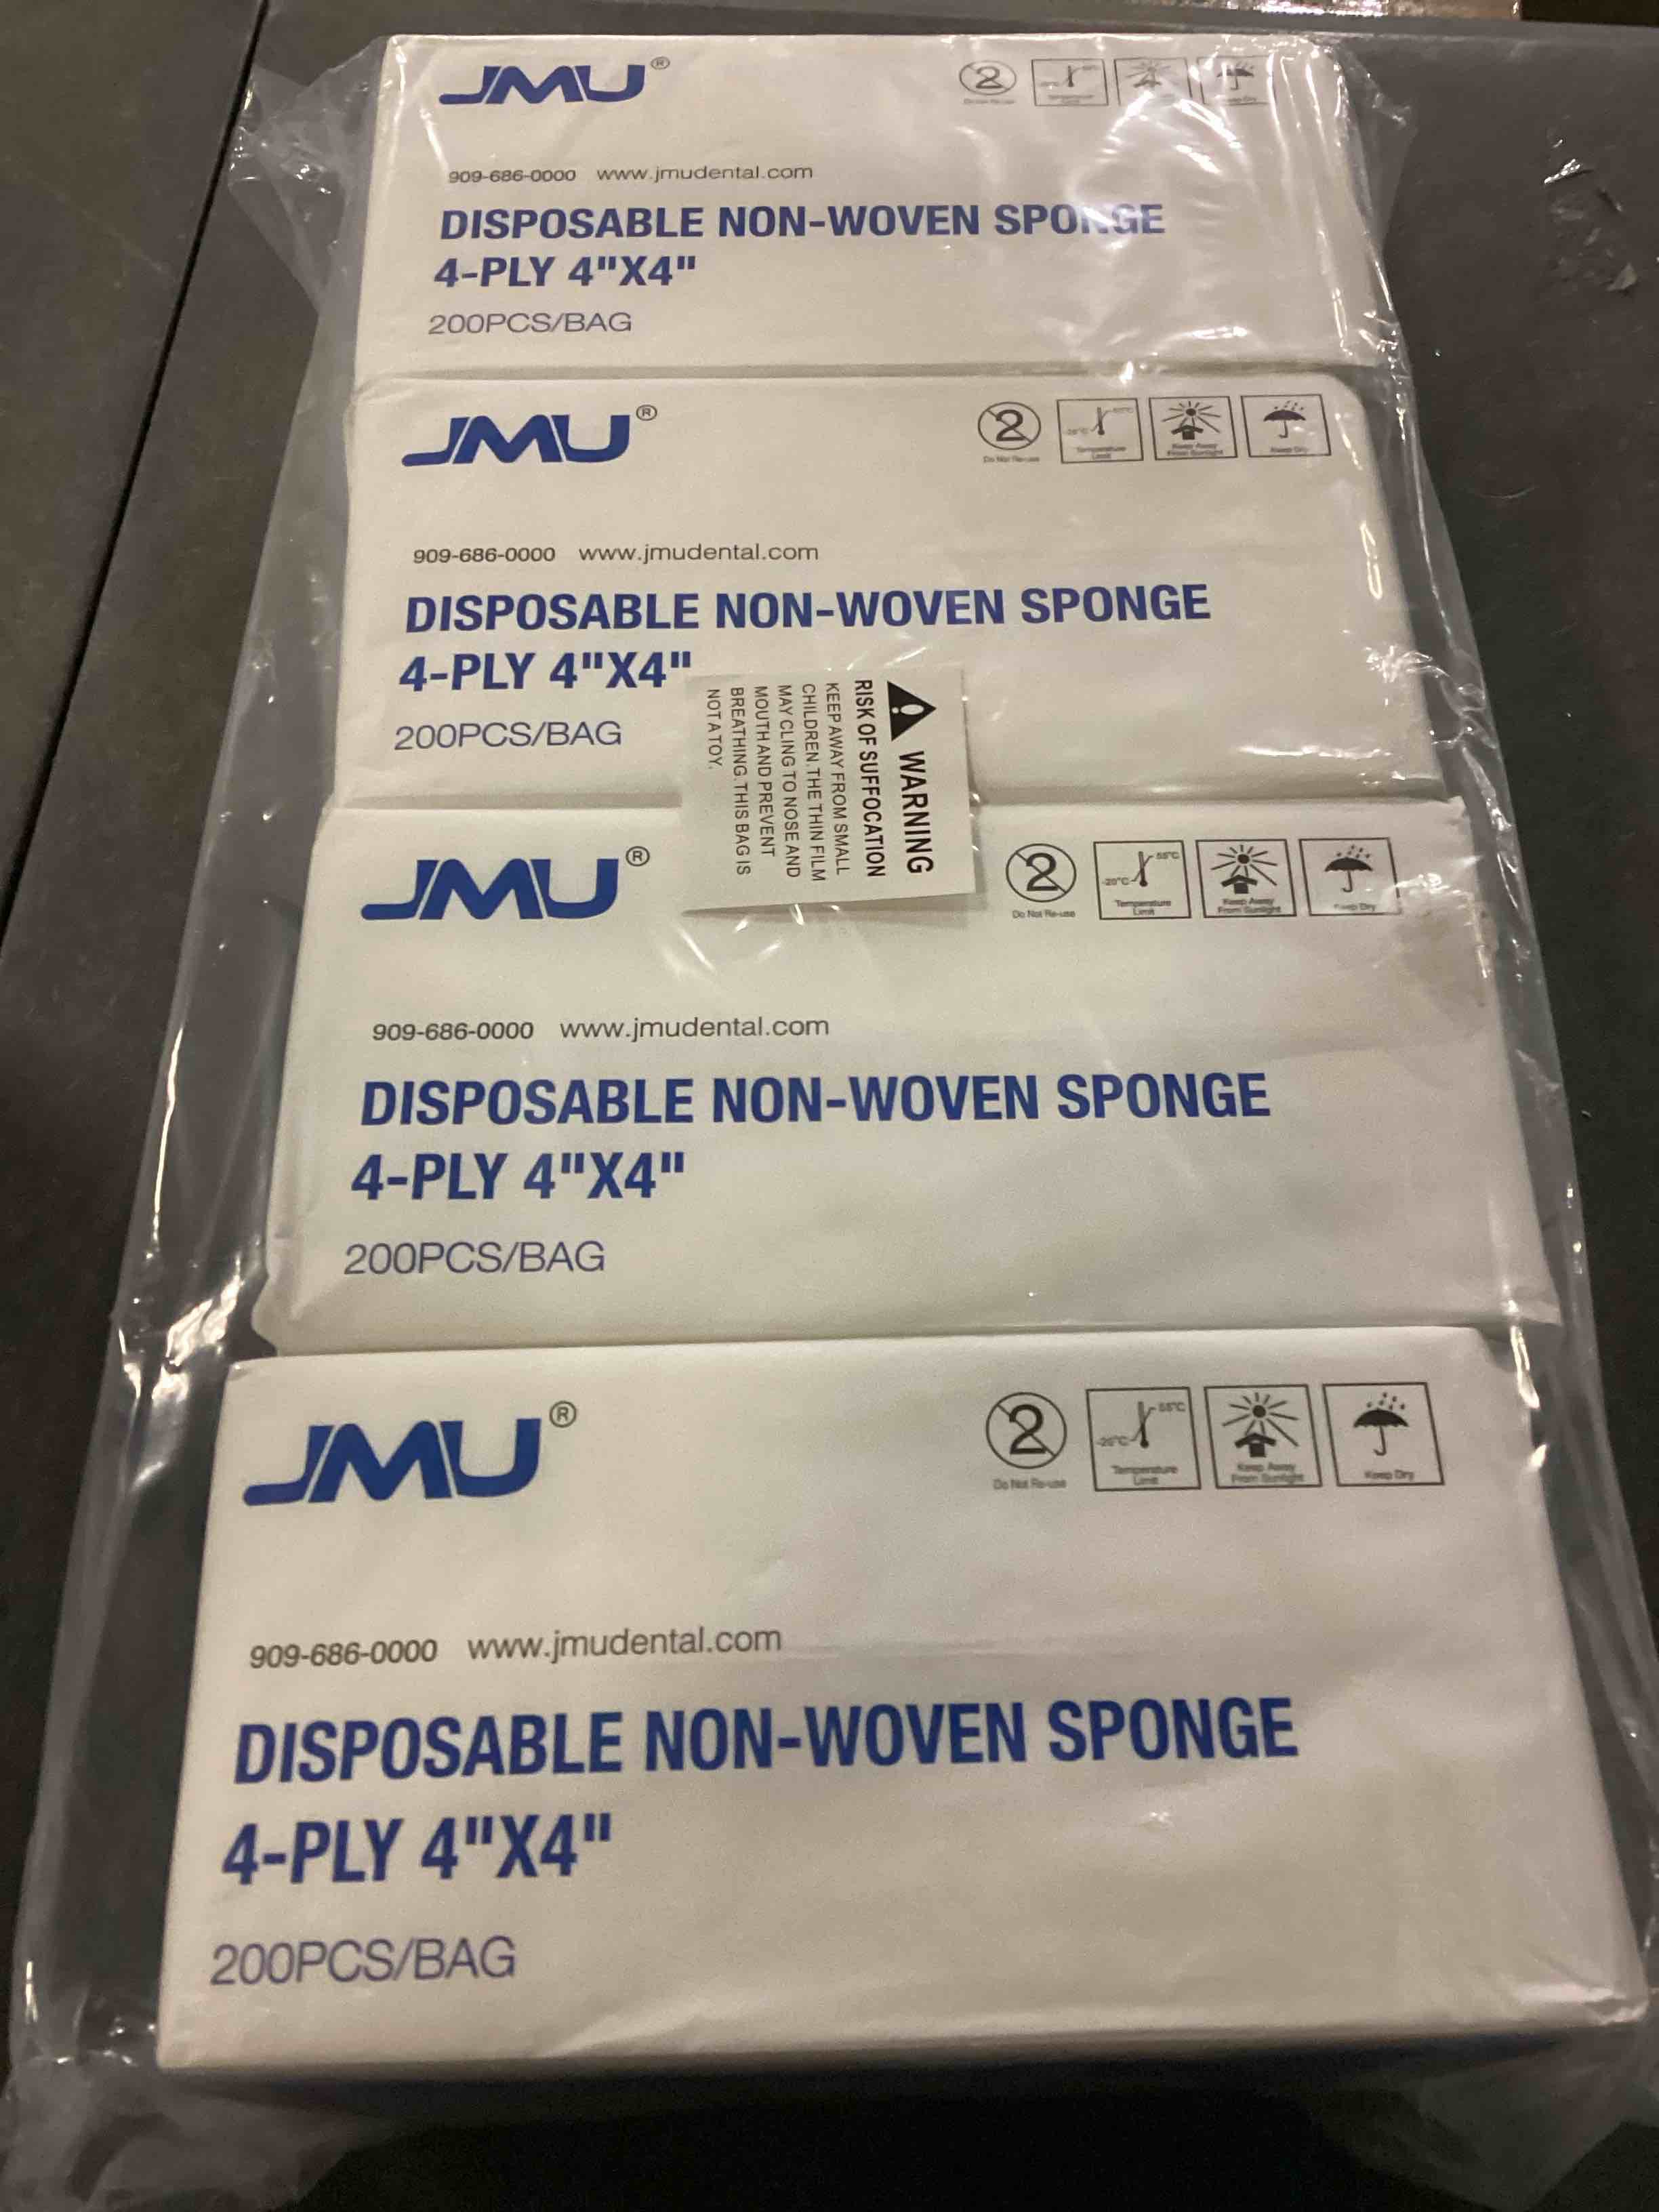 JMU®
909-686-0000 www.jmudental.com
DISPOSABLE NON-WOVEN SPONGE
4-PLY 4"X4"
200PCS/BAG
JMU®
Do Not Re-use
Temperature
Limit
Keep Away
From Sunlight
Keep Dry
909-686-0000 www.jmudental.com
DISPOSABLE NON-WOVEN SPONGE
4-PLY 4"X4"
200PCS/BAG
WARNING
RISK OF SUFFOCATION
KEEP AWAY FROM SMALL
CHILDREN. THE THIN FILM
MAY CLING TO NOSE AND
MOUTH AND PREVENT
BREATHING. THIS BAG IS
NOT A TOY.
JMU®
Do Not Re-use
-20°C
55°C
Temperature
Limit
Keep Away
From Sunlight
Keep Dry
909-686-0000 www.jmudental.com
DISPOSABLE NON-WOVEN SPONGE
4-PLY 4"X4"
200PCS/BAG
JMU®
Do Not Re-use
-20°C
55°C
Temperature
Limit
Keep Away
From Sunlight
Keep Dry
909-686-0000 www.jmudental.com
DISPOSABLE NON-WOVEN SPONGE
4-PLY 4"X4"
200PCS/BAG